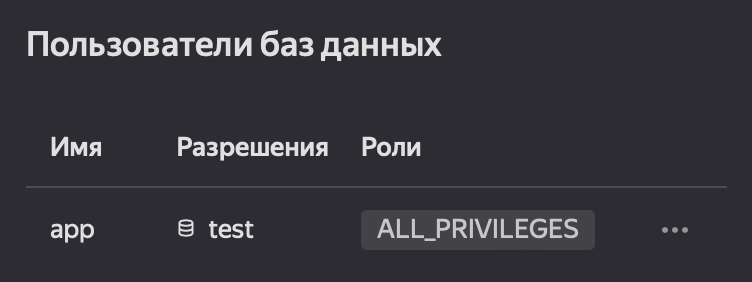 Пользователи баз данных
Имя Разрешения Роли
app test ALL_PRIVILEGES